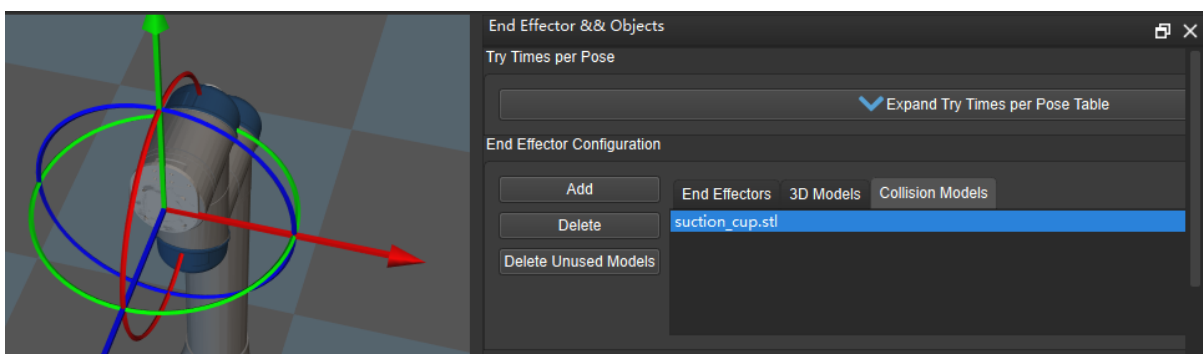 End Effector && Objects
Try Times per Pose
Expand Try Times per Pose Table
End Effector Configuration
Add
End Effectors 3D Models Collision Models
suction_cup.stl
Delete
Delete Unused Models